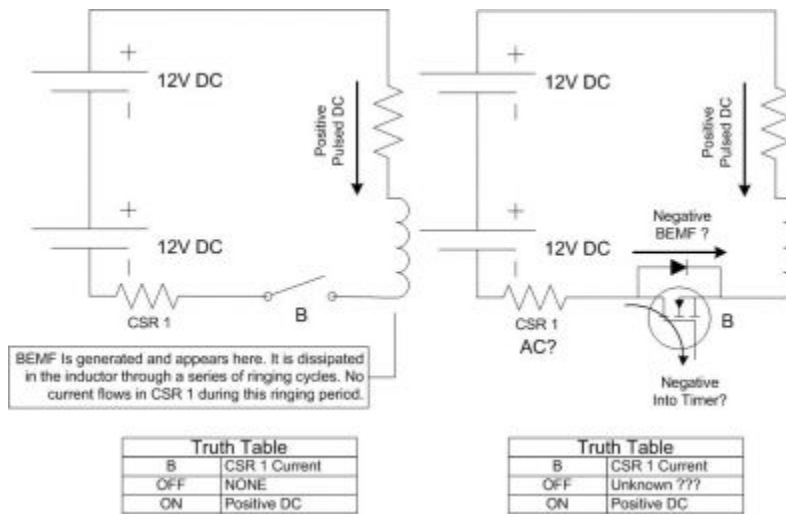 +
12V DC
|
+
12V DC
|
CSR 1
B
Positive
Pulsed DC
BEMF Is generated and appears here. It is dissipated
in the inductor through a series of ringing cycles. No
current flows in CSR 1 during this ringing period.
Truth Table
B CSR 1 Current
OFF NONE
ON Positive DC
+
12V DC
|
+
12V DC
|
CSR 1
AC?
Positive
Pulsed DC
Negative
BEMF ?
B
Negative
Into Timer?
Truth Table
B CSR 1 Current
OFF Unknown ???
ON Positive DC